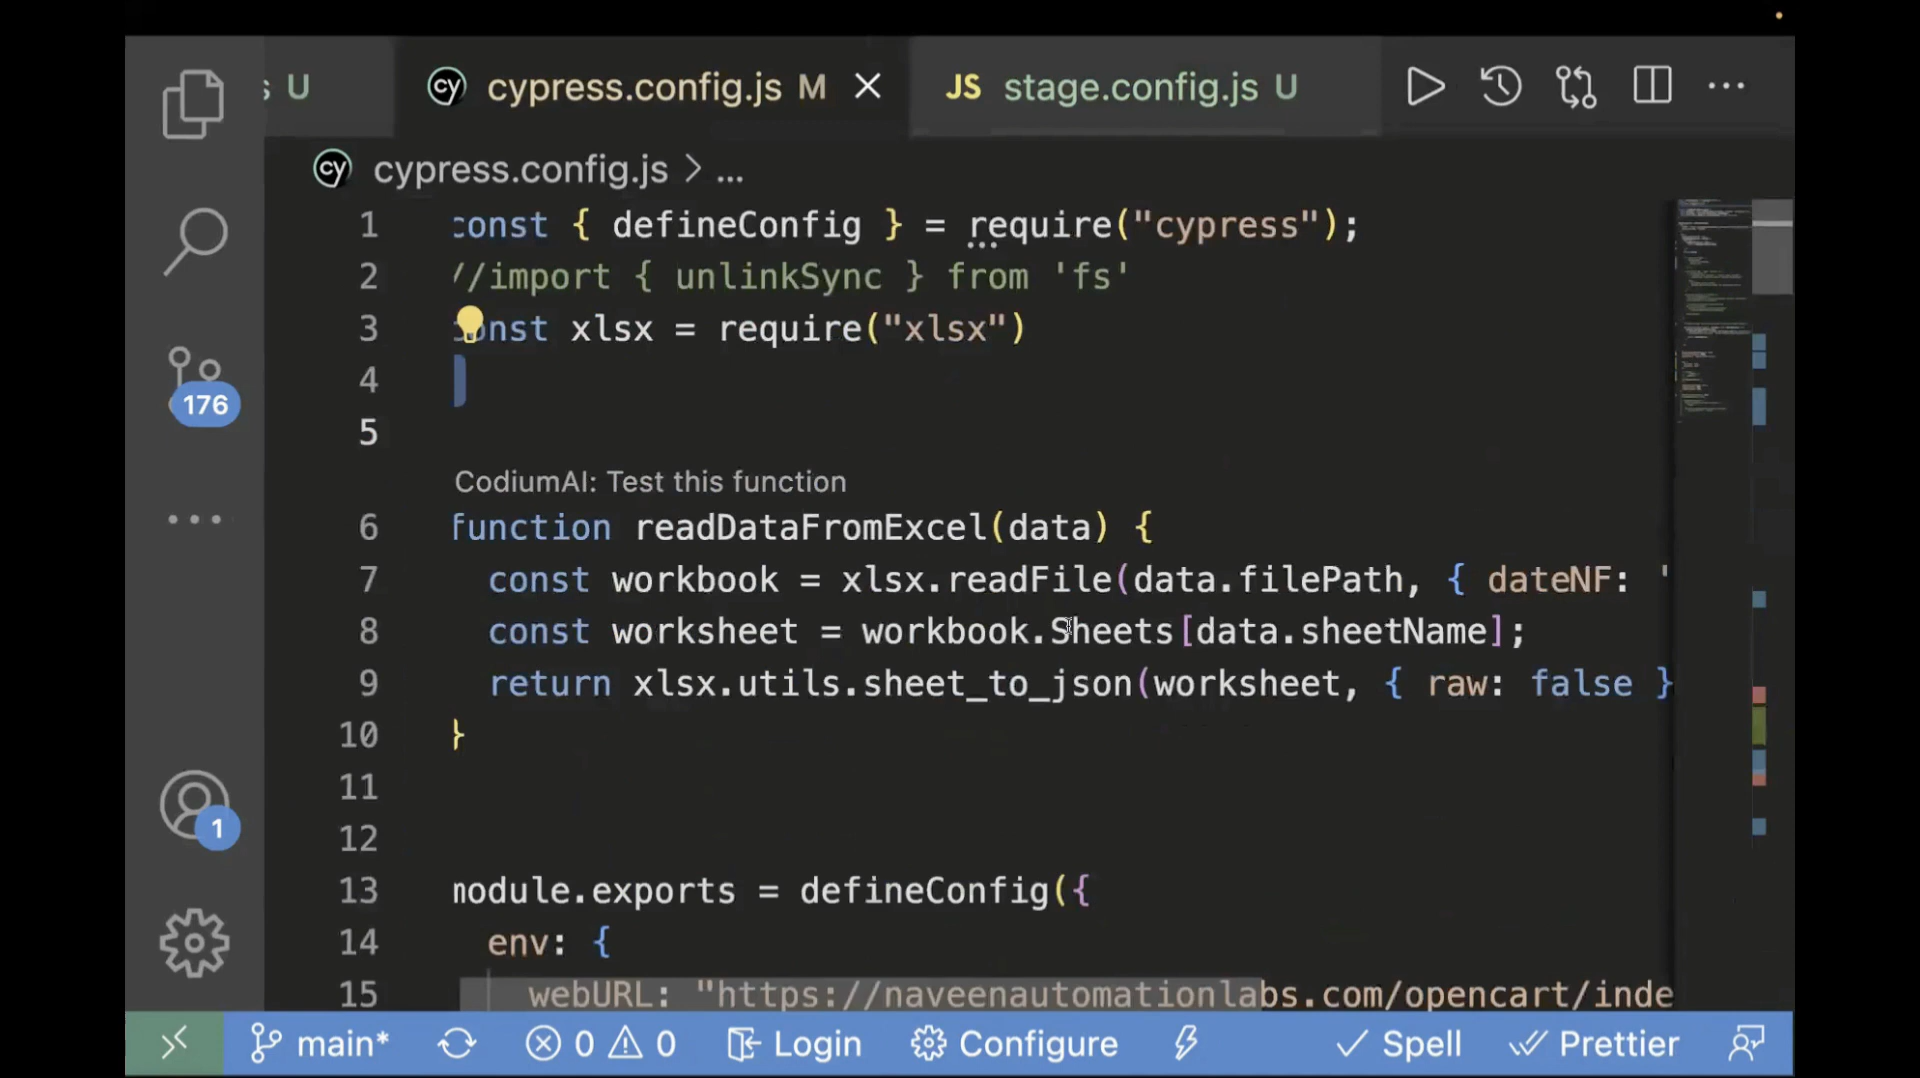 s U
cy cypress.config.js M
JS stage.config.js U
cy cypress.config.js > ...
1 const { defineConfig } = require("cypress");
2 //import { unlinkSync } from 'fs'
3 const xlsx = require("xlsx")
4
5
CodiumAI: Test this function
6 function readDataFromExcel(data) {
7 const workbook = xlsx.readFile(data.filePath, { dateNF: '
8 const worksheet = workbook.Sheets[data.sheetName];
9 return xlsx.utils.sheet_to_json(worksheet, { raw: false }
10 }
11
12
13 module.exports = defineConfig({
14 env: {
15 webURL: "https://naveenautomationlabs.com/opencart/inde
176
1
main* 0 0 Login Configure Spell Prettier